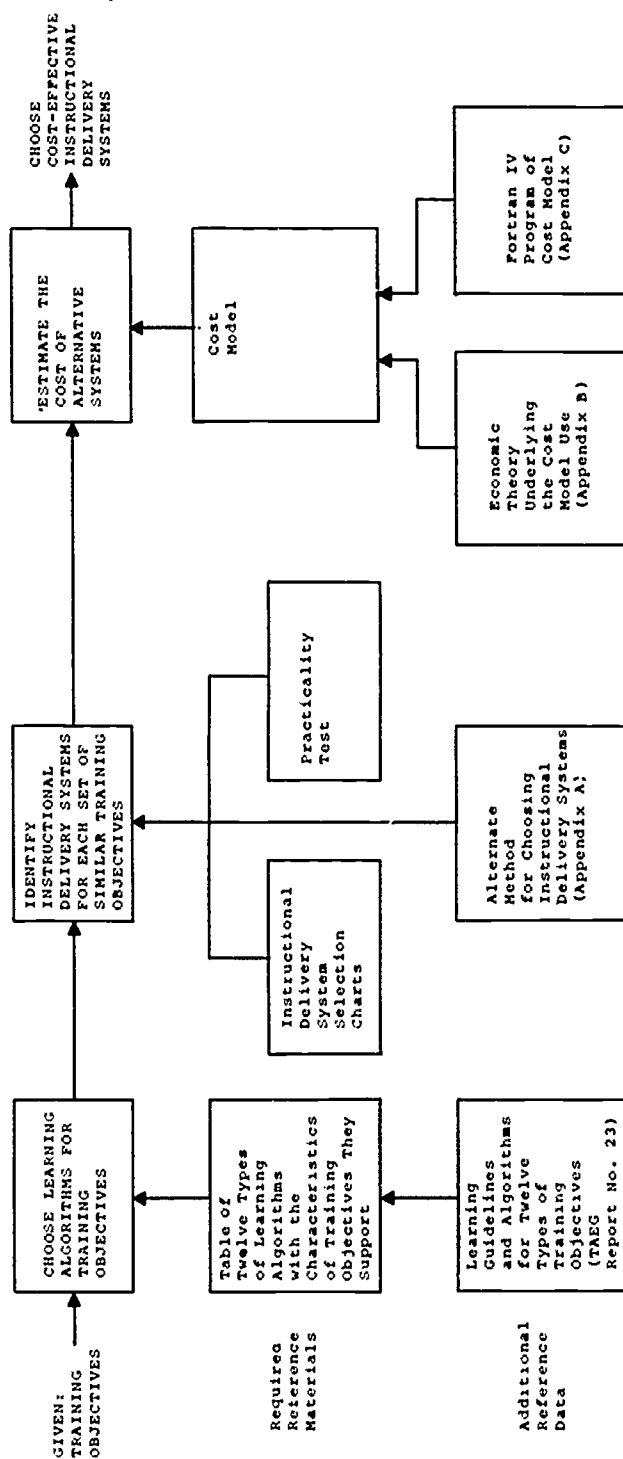 GIVEN:
TRAINING
OBJECTIVES
CHOOSE LEARNING
ALGORITHMS FOR
TRAINING
OBJECTIVES
IDENTIFY
INSTRUCTIONAL
DELIVERY SYSTEMS
FOR EACH SET OF
SIMILAR TRAINING
OBJECTIVES
ESTIMATE THE
COST OF
ALTERNATIVE
SYSTEMS
CHOOSE
COST-EFFECTIVE
INSTRUCTIONAL
DELIVERY
SYSTEMS
Required
Reference
Materials
Table of
Twelve Types
of Learning
Algorithms
with the
Characteristics
of Training
Objectives They
Support
Instructional
Delivery
System
Selection
Charts
Practicality
Test
Cost
Model
Additional
Reference
Data
Learning
Guidelines
and Algorithms
for Twelve
Types of
Training
Objectives
(TAEG
Report No. 23)
Alternate
Method
for Choosing
Instructional
Delivery Systems
(Appendix A)
Economic
Theory
Underlying
the Cost
Model Use
(Appendix B)
Fortran IV
Program of
Cost Model
(Appendix C)